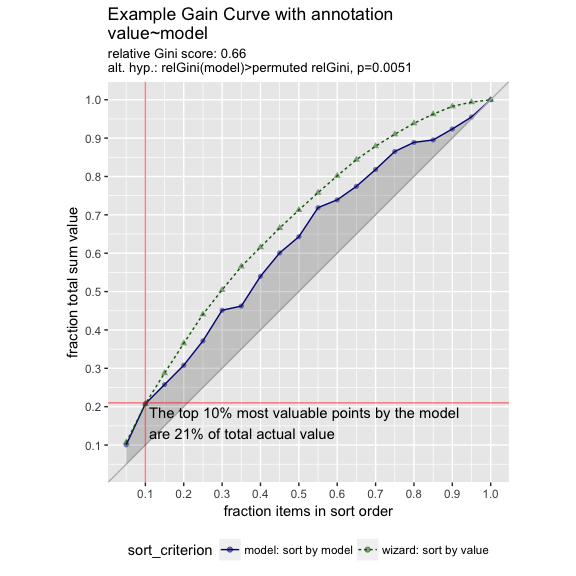 Example Gain Curve with annotation
value~model
relative Gini score: 0.66
alt. hyp.: relGini(model)>permuted relGini, p=0.0051
fraction total sum value
1.0
0.9
0.8
0.7
0.6
0.5
0.4
0.3
0.2
0.1
The top 10% most valuable points by the model
are 21% of total actual value
0.1 0.2 0.3 0.4 0.5 0.6 0.7 0.8 0.9 1.0
fraction items in sort order
sort_criterion model: sort by model wizard: sort by value